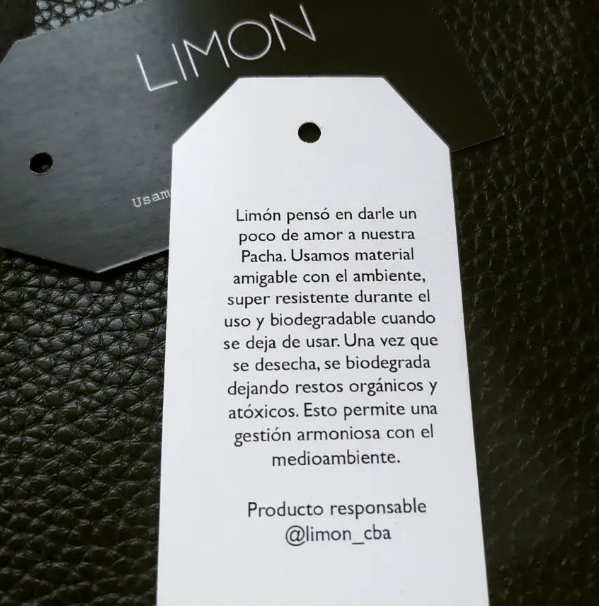 LIMON
Usam
Limón pensó en darle un
poco de amor a nuestra
Pacha. Usamos material
amigable con el ambiente,
super resistente durante el
uso y biodegradable cuando
se deja de usar. Una vez que
se desecha, se biodegrada
dejando restos orgánicos y
atóxicos. Esto permite una
gestión armoniosa con el
medioambiente.
Producto responsable
@limon_cba